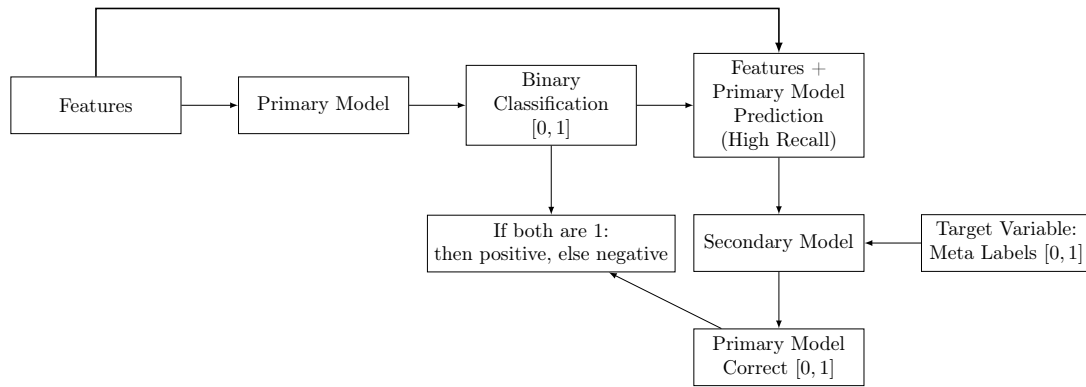 Features
Primary Model
Binary
Classification
[0, 1]
Features +
Primary Model
Prediction
(High Recall)
If both are 1:
then positive, else negative
Secondary Model
Target Variable:
Meta Labels [0, 1]
Primary Model
Correct [0, 1]